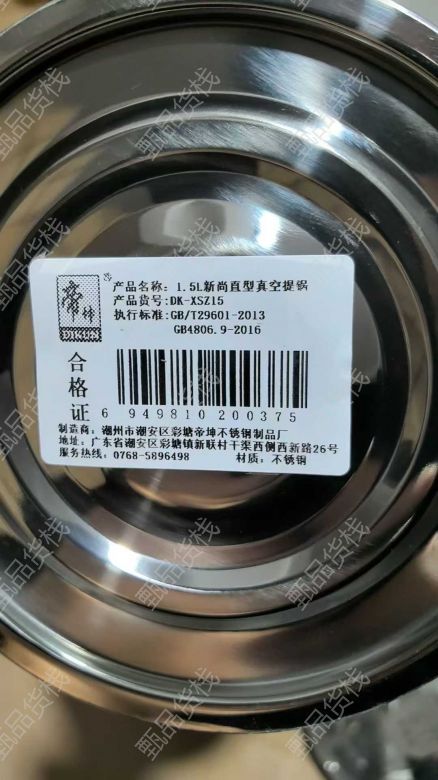 帝坤
DIKUN
合格证
产品名称：1.5L新尚直型真空提锅
产品货号：DK-XSZ15
执行标准：GB/T29601-2013
GB4806.9-2016
6 949810 200375
制造商：潮州市潮安区彩塘帝坤不锈钢制品厂
地址：广东省潮安区彩塘镇新联村干渠西侧西新路26号
服务热线：0768-5896498 材质：不锈钢
甄品货栈